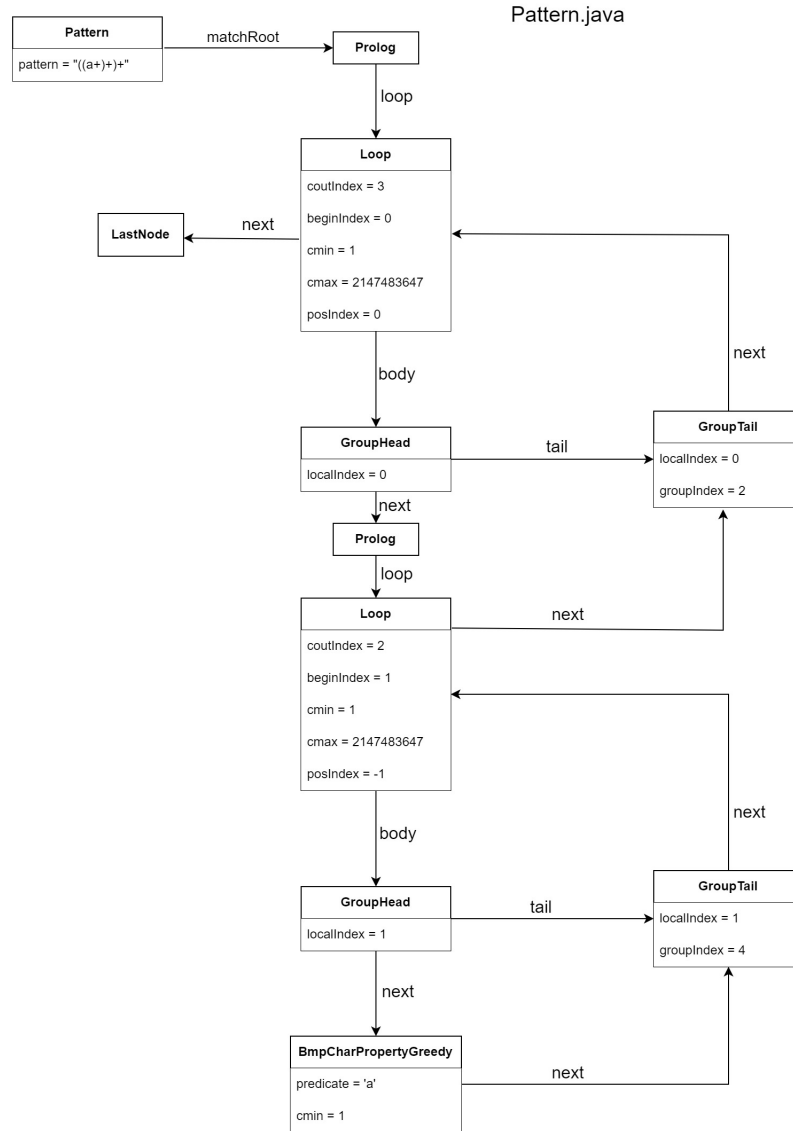 Pattern.java
Pattern
pattern = "((a+)+)+"
matchRoot
Prolog
loop
Loop
coutIndex = 3
beginIndex = 0
cmin = 1
cmax = 2147483647
posIndex = 0
next
LastNode
next
body
GroupHead
localIndex = 0
tail
GroupTail
localIndex = 0
groupIndex = 2
next
Prolog
loop
Loop
coutIndex = 2
beginIndex = 1
cmin = 1
cmax = 2147483647
posIndex = -1
next
next
body
GroupHead
localIndex = 1
tail
GroupTail
localIndex = 1
groupIndex = 4
next
BmpCharPropertyGreedy
predicate = 'a'
cmin = 1
next